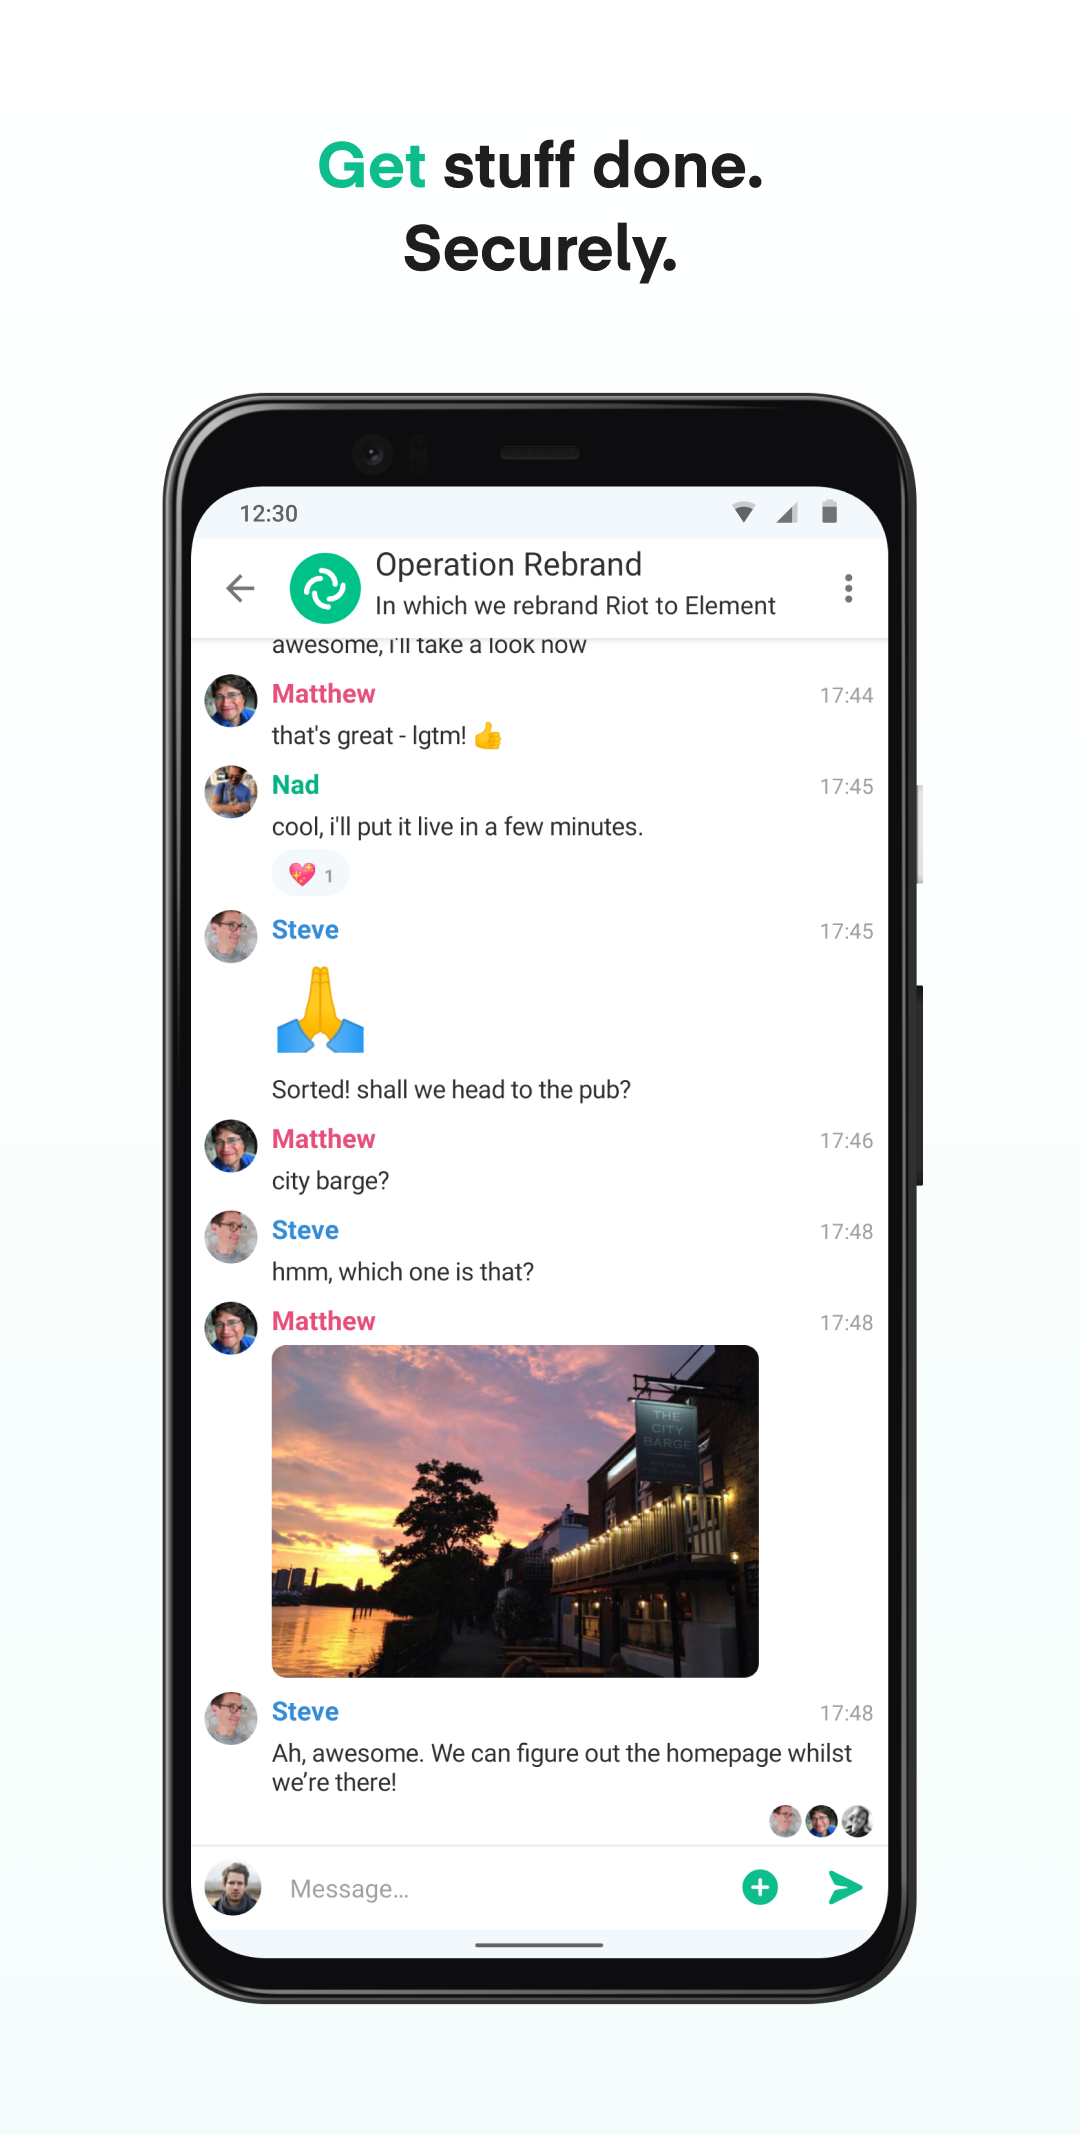 Get stuff done.
Securely.
12:30
Operation Rebrand
In which we rebrand Riot to Element
awesome, i'll take a look now
Matthew 17:44
that's great - lgtm! 👍
Nad 17:45
cool, i'll put it live in a few minutes.
💖 1
Steve 17:45
🙏
Sorted! shall we head to the pub?
Matthew 17:46
city barge?
Steve 17:48
hmm, which one is that?
Matthew 17:48
THE
CITY
BARGE
Steve 17:48
Ah, awesome. We can figure out the homepage whilst
we’re there!
Message...